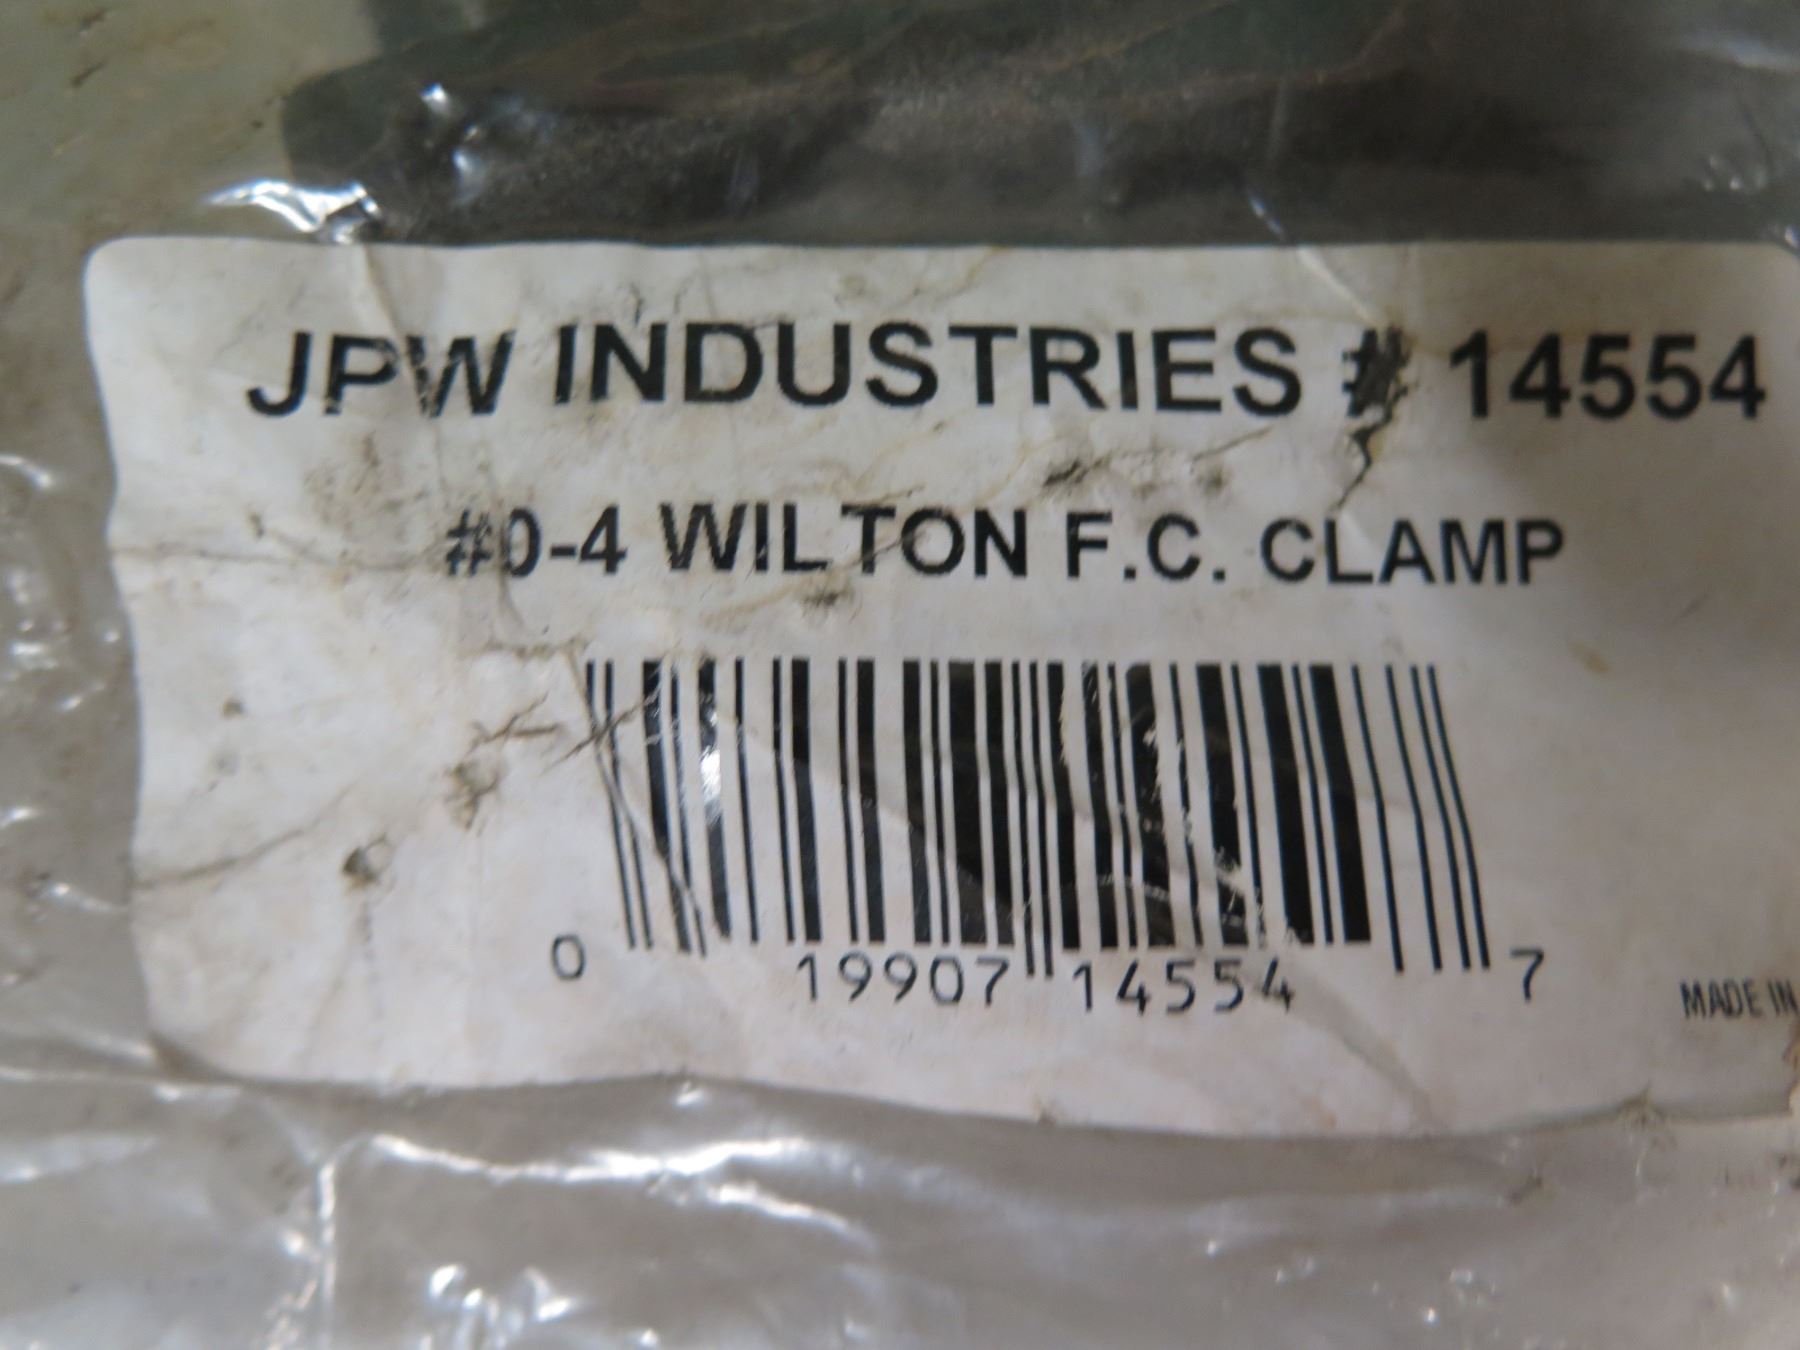 JPW INDUSTRIES # 14554
#0-4 WILTON F.C. CLAMP
0 19907 14554 7
MADE IN